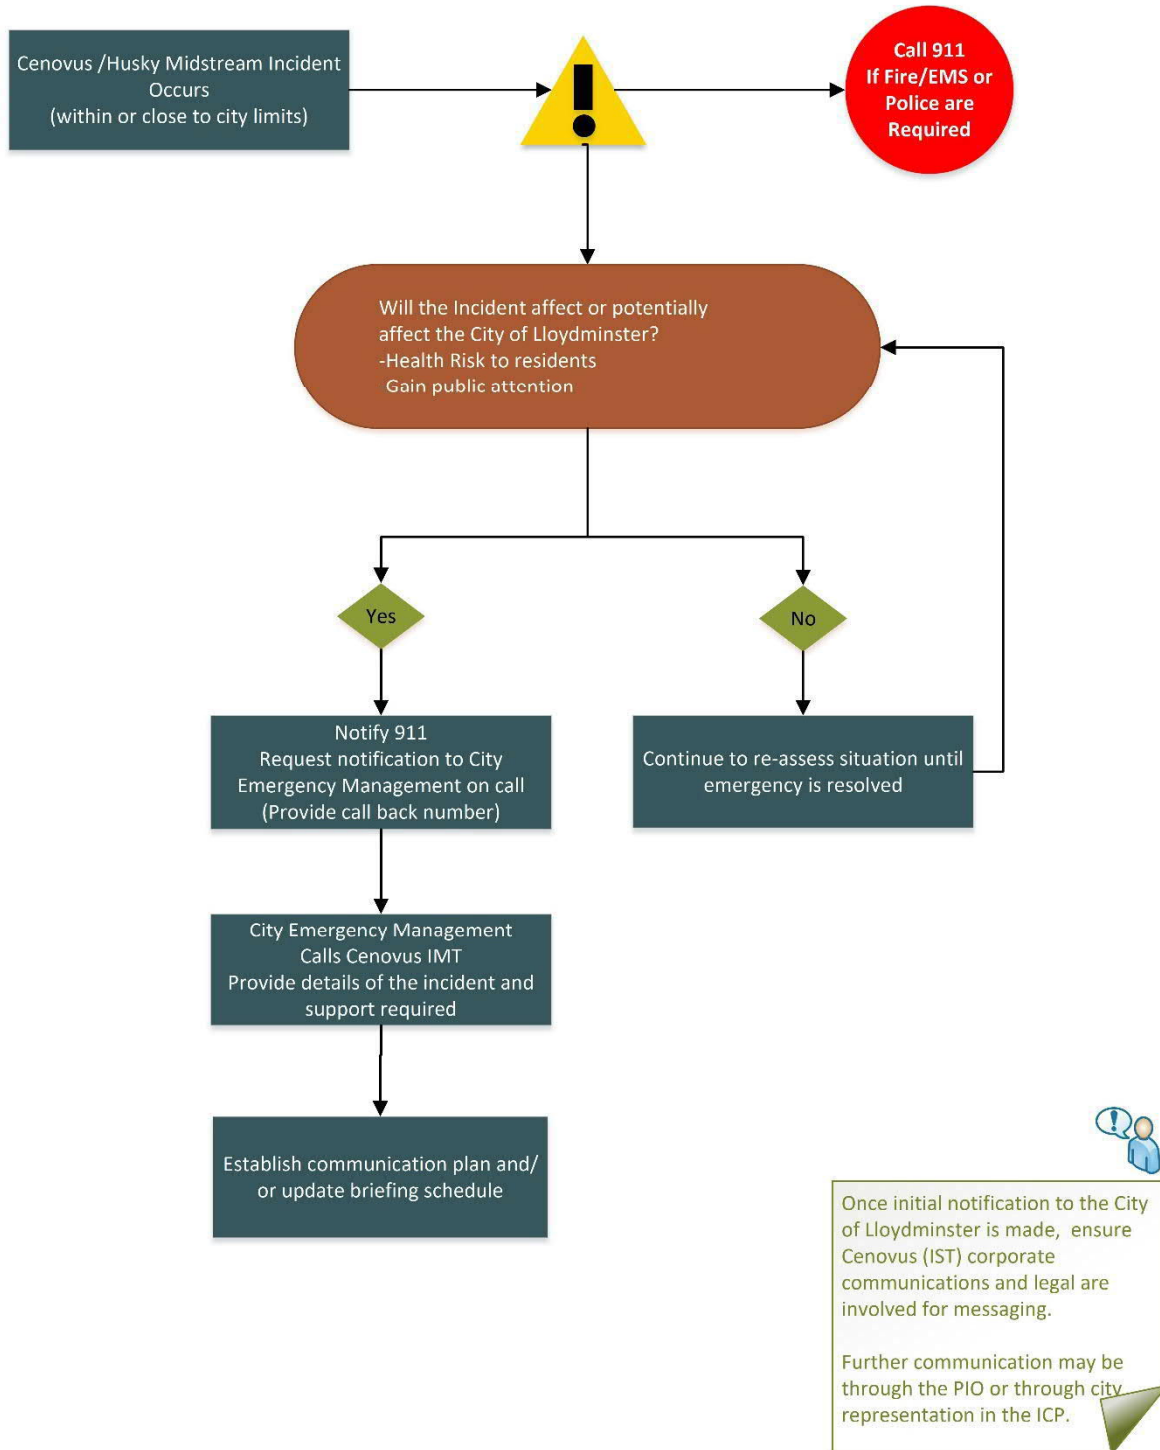 Cenovus /Husky Midstream Incident
Occurs
(within or close to city limits)
!
Call 911
If Fire/EMS or
Police are
Required
Will the Incident affect or potentially
affect the City of Lloydminster?
-Health Risk to residents
Gain public attention
Yes
No
Notify 911
Request notification to City
Emergency Management on call
(Provide call back number)
Continue to re-assess situation until
emergency is resolved
City Emergency Management
Calls Cenovus IMT
Provide details of the incident and
support required
Establish communication plan and/
or update briefing schedule
!
Once initial notification to the City
of Lloydminster is made, ensure
Cenovus (IST) corporate
communications and legal are
involved for messaging.
Further communication may be
through the PIO or through city
representation in the ICP.